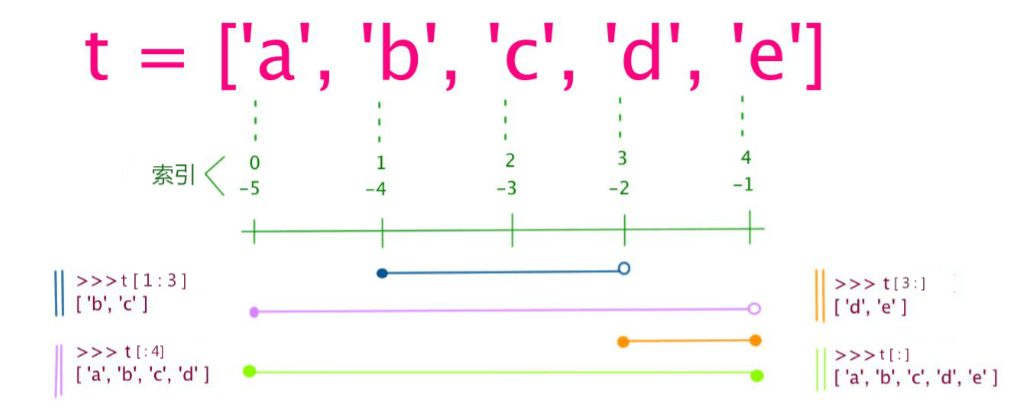 t = ['a', 'b', 'c', 'd', 'e']
索引
0 1 2 3 4
-5 -4 -3 -2 -1
>>>t[1:3]
['b', 'c']
>>> t[3:]
['d', 'e']
>>> t[:4]
['a', 'b', 'c', 'd']
>>>t[:]
['a', 'b', 'c', 'd', 'e']